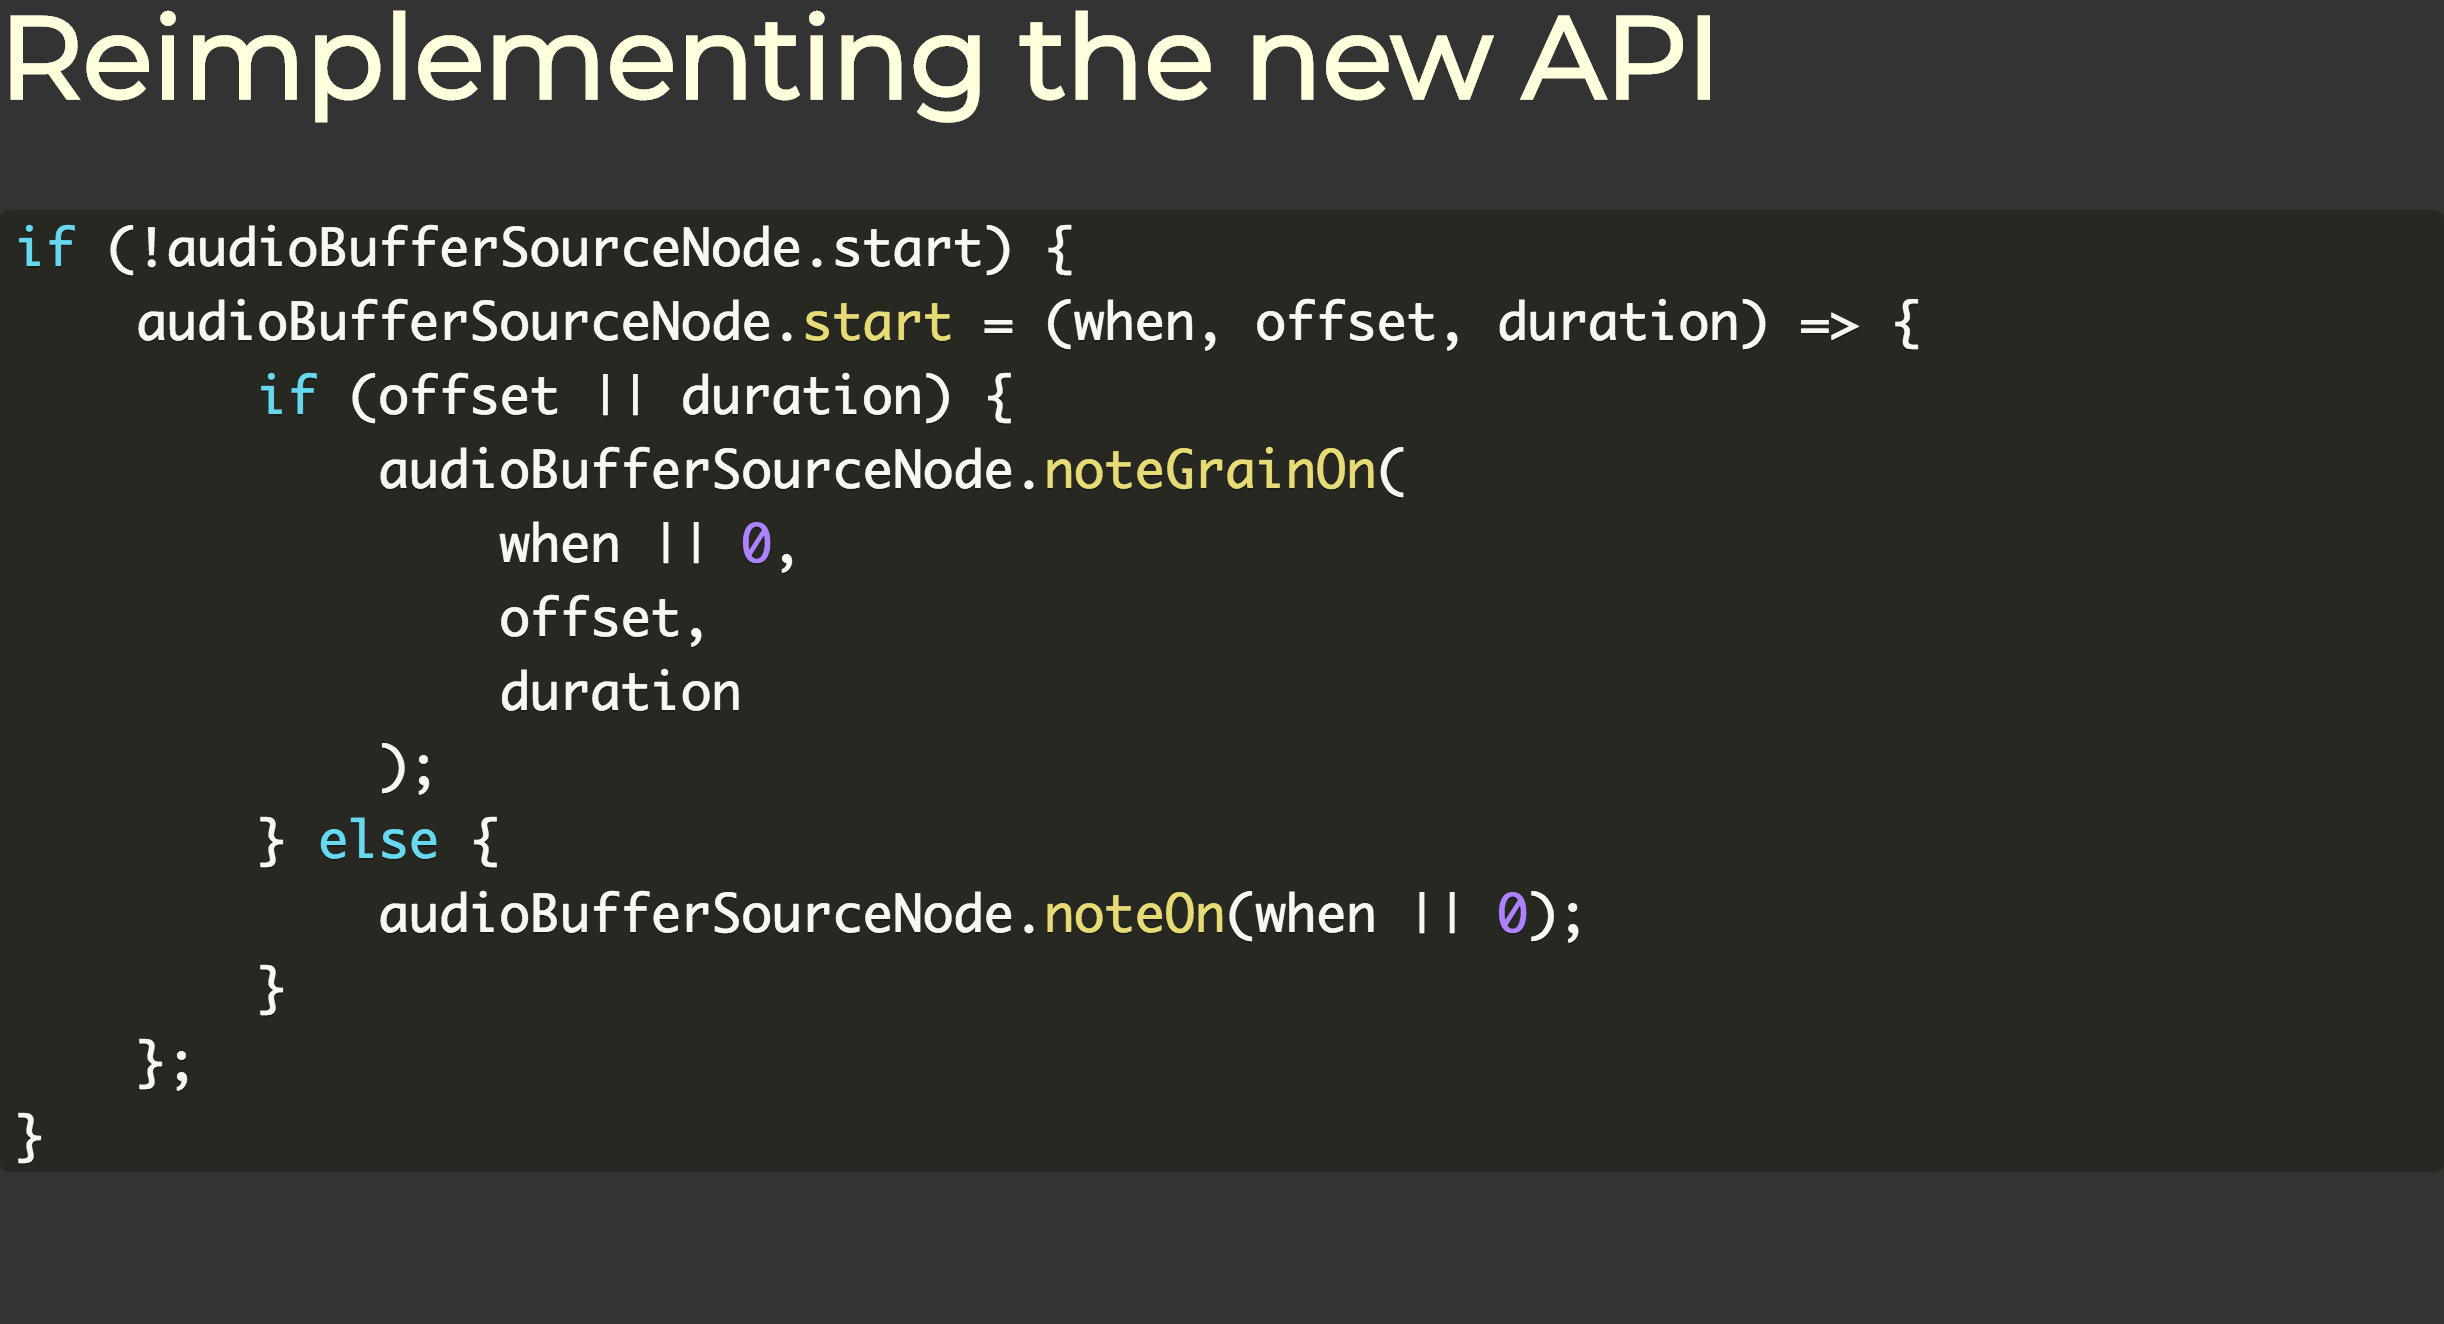 Reimplementing the new API
if (!audioBufferSourceNode.start) {
    audioBufferSourceNode.start = (when, offset, duration) => {
        if (offset || duration) {
            audioBufferSourceNode.noteGrainOn(
                when || 0,
                offset,
                duration
            );
        } else {
            audioBufferSourceNode.noteOn(when || 0);
        }
    };
}